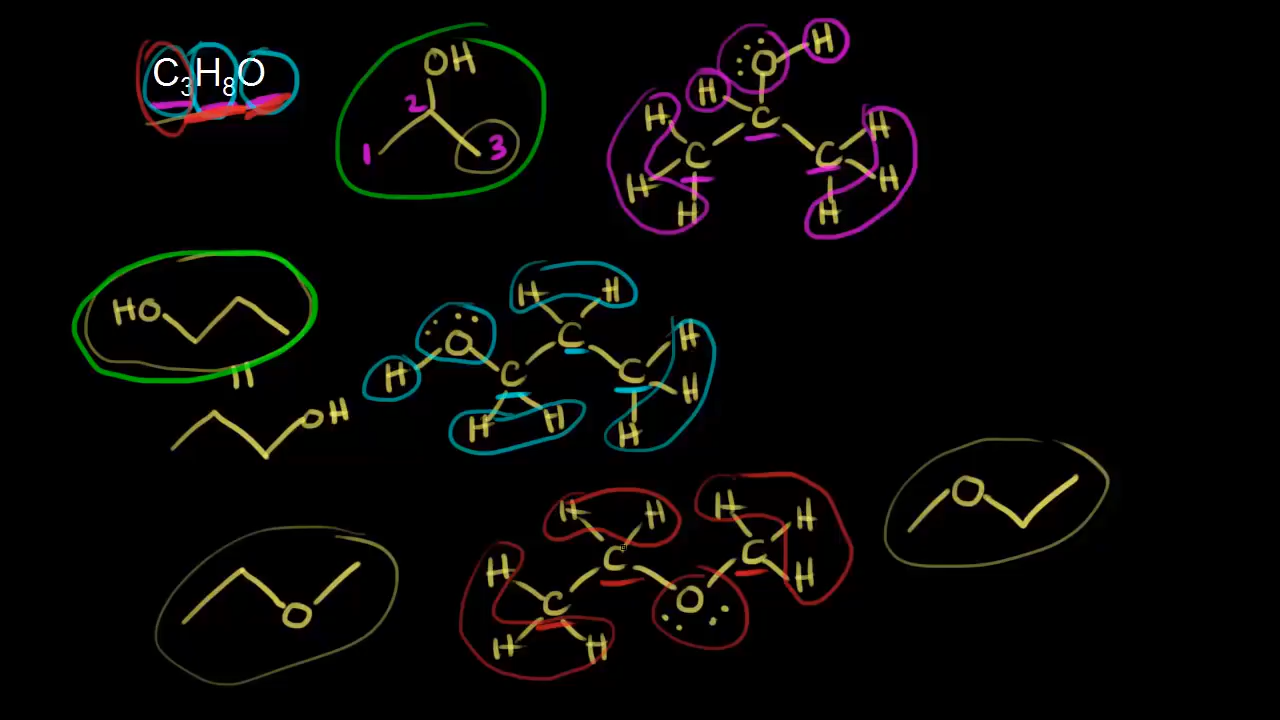 C₃H₈O
OH
2
1
3
O H
H
H C H
H C C H
H H H
HO
H H
O C H
H C C H
H H H
OH
H H H H
H C C H
C O
H H
O
O